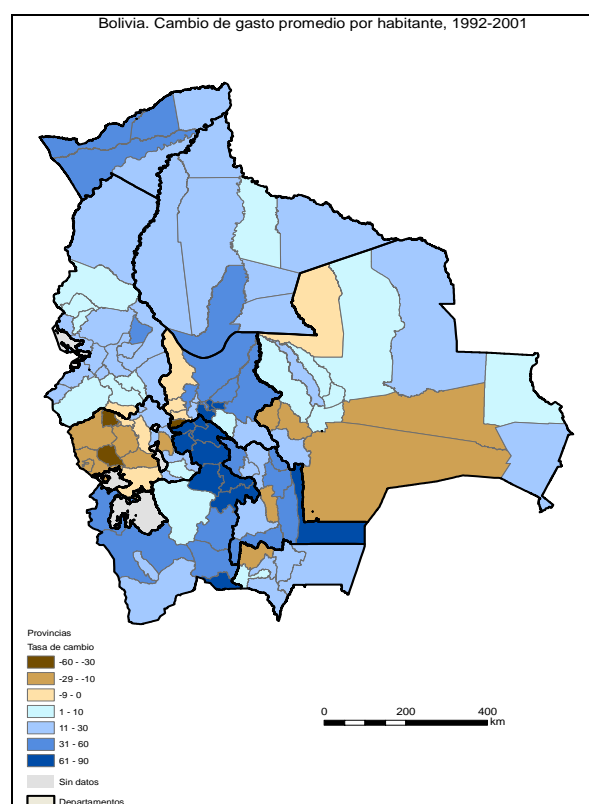 Bolivia. Cambio de gasto promedio por habitante, 1992-2001
Provincias
Tasa de cambio
-60 - -30
-29 - -10
-9 - 0
1 - 10
11 - 30
31 - 60
61 - 90
Sin datos
Departamentos
0 200 400
km